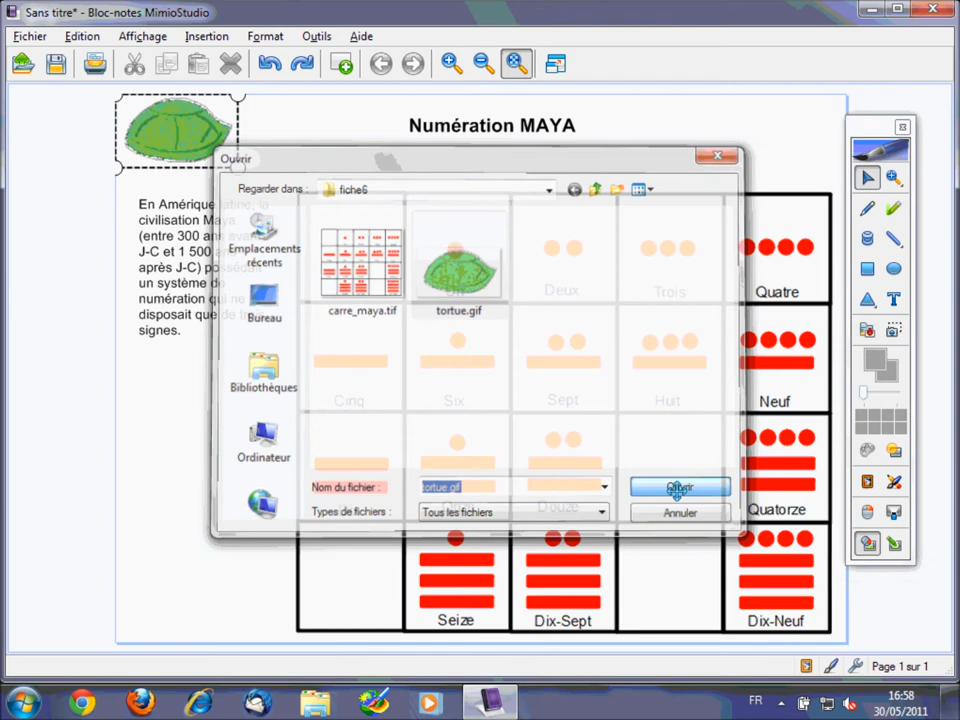 Sans titre* - Bloc-notes MimioStudio
Fichier Edition Affichage Insertion Format Outils Aide
Numération MAYA
Ouvrir
Regarder dans : fiche6
En Amérique latine, la
civilisation Maya
(entre 300 ans avant
J-C et 1 500 ans
après J-C) possédait
un système de
numération qui ne
disposait que de trois
signes.
Emplacements
récents
Bureau
Bibliothèques
Ordinateur
carre_maya.tif
tortue.gif
Deux
Trois
Quatre
Cinq
Six
Sept
Huit
Neuf
Nom du fichier :
tortue.gif
Ouvrir
Types de fichiers :
Tous les fichiers
Annuler
Douze
Quatorze
Seize
Dix-Sept
Dix-Neuf
Page 1 sur 1
FR
16:58
30/05/2011